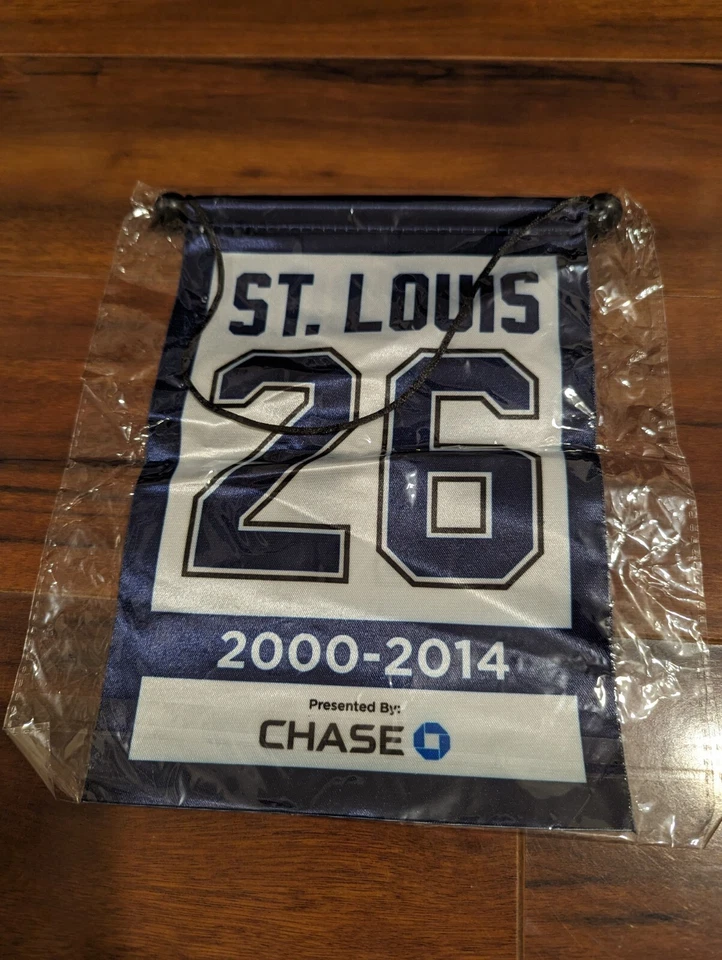 ST. LOUIS
26
2000-2014
Presented By:
CHASE